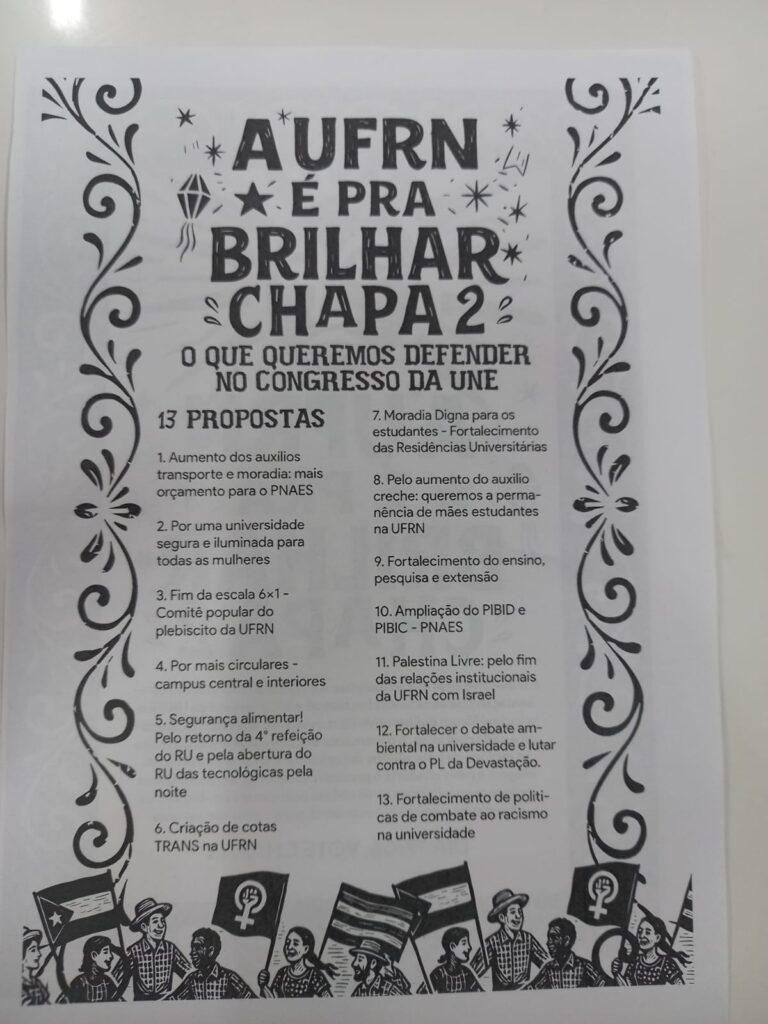 A UFRN
É PRA
BRILHAR
CHAPA 2
O QUE QUEREMOS DEFENDER
NO CONGRESSO DA UNE
13 PROPOSTAS
1. Aumento dos auxílios
transporte e moradia: mais
orçamento para o PNAES
2. Por uma universidade
segura e iluminada para
todas as mulheres
3. Fim da escala 6×1 -
Comitê popular do
plebiscito da UFRN
4. Por mais circulares -
campus central e interiores
5. Segurança alimentar!
Pelo retorno da 4° refeição
do RU e pela abertura do
RU das tecnológicas pela
noite
6. Criação de cotas
TRANS na UFRN
7. Moradia Digna para os
estudantes - Fortalecimento
das Residências Universitárias
8. Pelo aumento do auxilio
creche: queremos a perma-
nência de mães estudantes
na UFRN
9. Fortalecimento do ensino,
pesquisa e extensão
10. Ampliação do PIBID e
PIBIC - PNAES
11. Palestina Livre: pelo fim
das relações institucionais
da UFRN com Israel
12. Fortalecer o debate am-
biental na universidade e lutar
contra o PL da Devastação.
13. Fortalecimento de políti-
cas de combate ao racismo
na universidade